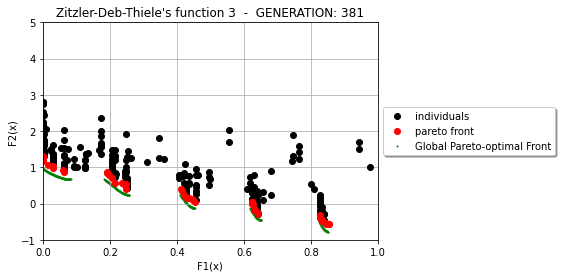 Zitzler-Deb-Thiele's function 3 - GENERATION: 381
5
4
3
2
1
0
-1
F2(x)
0.0 0.2 0.4 0.6 0.8 1.0
F1(x)
individuals
pareto front
Global Pareto-optimal Front